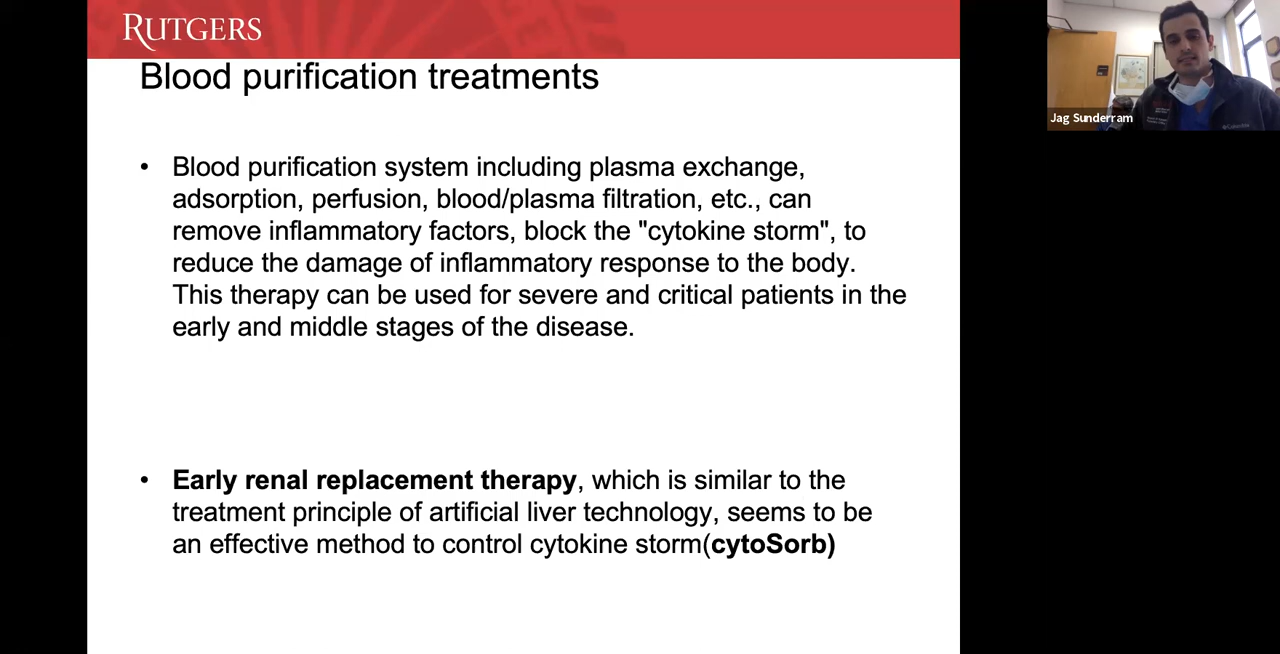 RUTGERS
Blood purification treatments
• Blood purification system including plasma exchange,
adsorption, perfusion, blood/plasma filtration, etc., can
remove inflammatory factors, block the "cytokine storm", to
reduce the damage of inflammatory response to the body.
This therapy can be used for severe and critical patients in the
early and middle stages of the disease.
• Early renal replacement therapy, which is similar to the
treatment principle of artificial liver technology, seems to be
an effective method to control cytokine storm(cytoSorb)
Jag Sunderram
Columbia